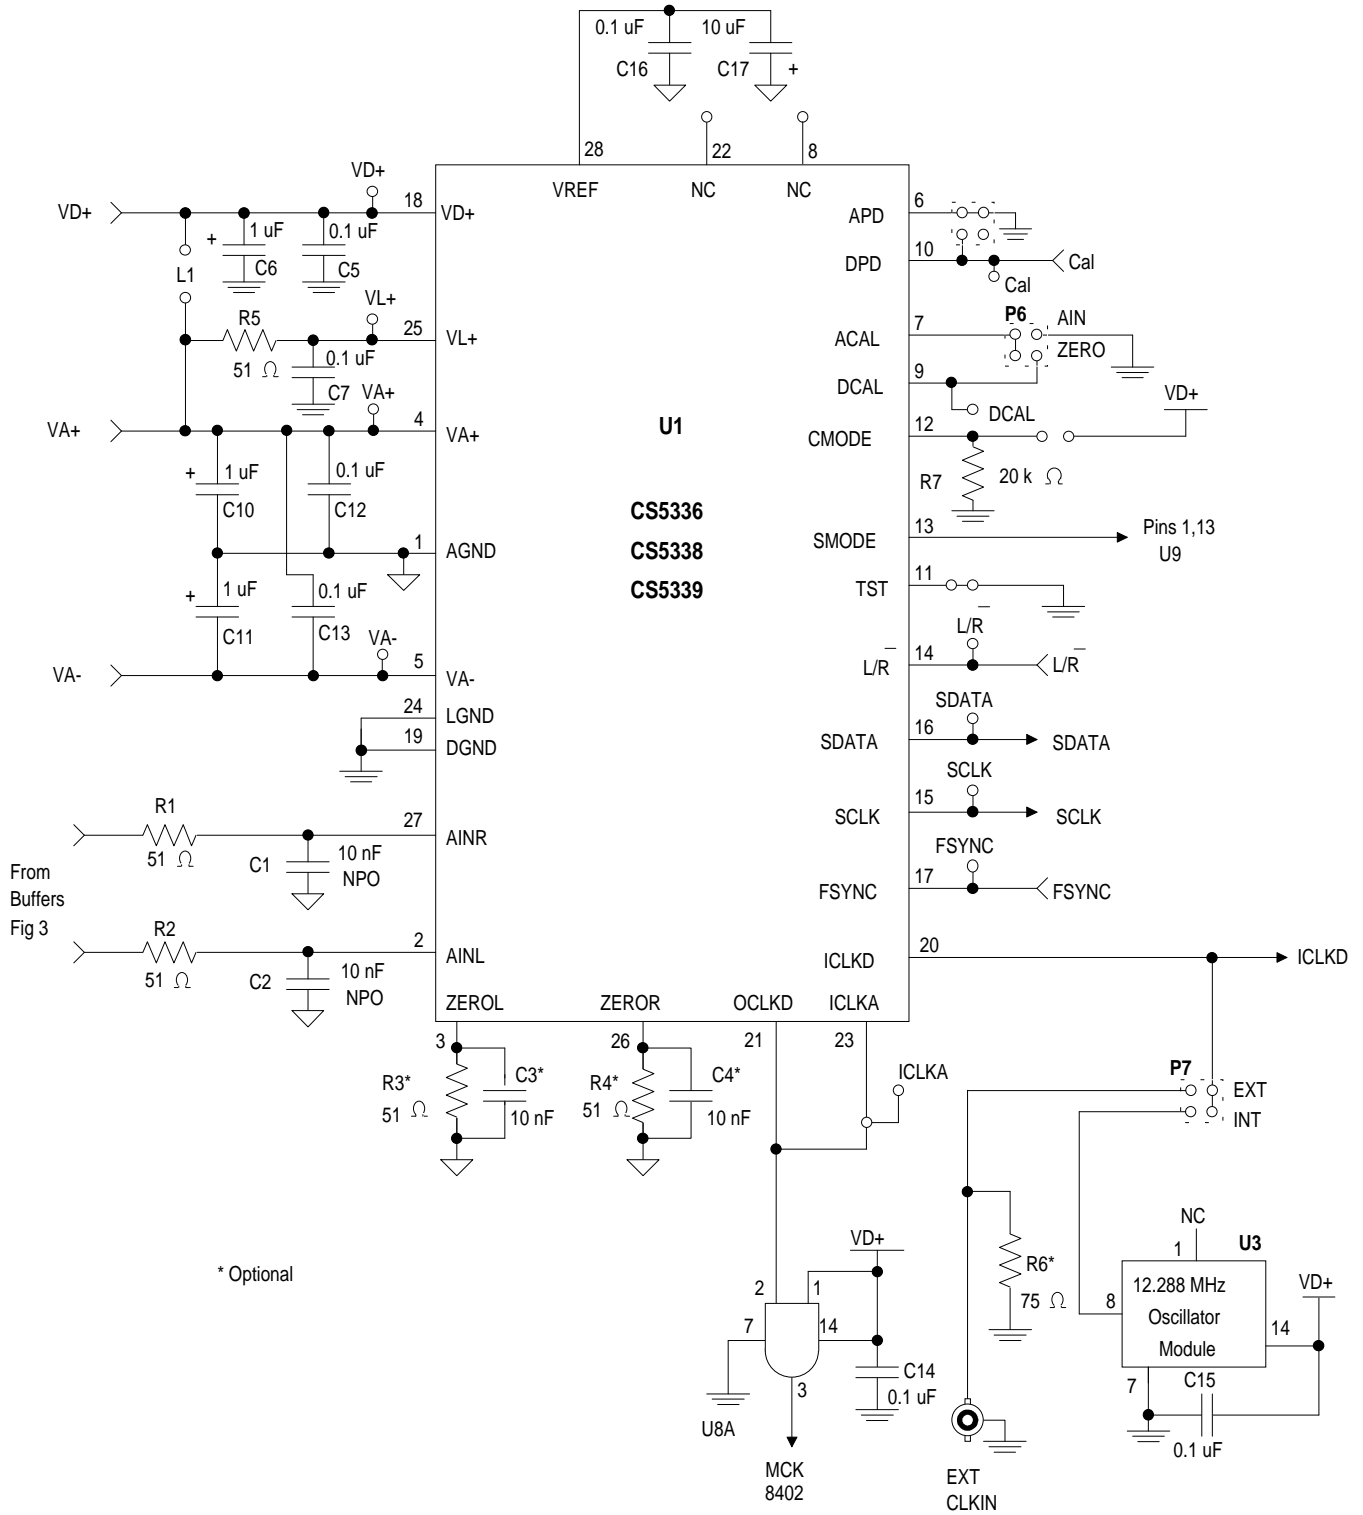 0.1 uF
10 uF
C16
C17
+
28
22
8
VREF
NC
NC
VD+
VD+
18
VD+
+
1 uF
0.1 uF
C6
C5
L1
VL+
R5
25
VL+
51 Ω
0.1 uF
C7
VA+
VA+
4
VA+
+
1 uF
0.1 uF
C10
C12
1
AGND
+
1 uF
0.1 uF
C11
C13
VA-
VA-
5
VA-
24
LGND
19
DGND
R1
27
AINR
51 Ω
C1
10 nF
NPO
From
Buffers
Fig 3
R2
2
AINL
51 Ω
C2
10 nF
NPO
U1
CS5336
CS5338
CS5339
APD
6
DPD
10
Cal
Cal
P6
AIN
ZERO
ACAL
7
DCAL
9
DCAL
VD+
CMODE
12
R7
20 k Ω
SMODE
13
Pins 1,13
U9
TST
11
L/R̅
L/R̅
14
L/R̅
SDATA
SDATA
16
SDATA
SCLK
SCLK
15
SCLK
FSYNC
FSYNC
17
FSYNC
ICLKD
20
ICLKD
ZEROL
ZEROR
OCLKD
ICLKA
3
26
21
23
R3*
51 Ω
C3*
10 nF
R4*
51 Ω
C4*
10 nF
ICLKA
P7
EXT
INT
* Optional
VD+
2
1
7
14
3
C14
0.1 uF
U8A
MCK
8402
R6*
75 Ω
EXT
CLKIN
NC
1
U3
12.288 MHz
Oscillator
Module
8
14
VD+
7
C15
0.1 uF